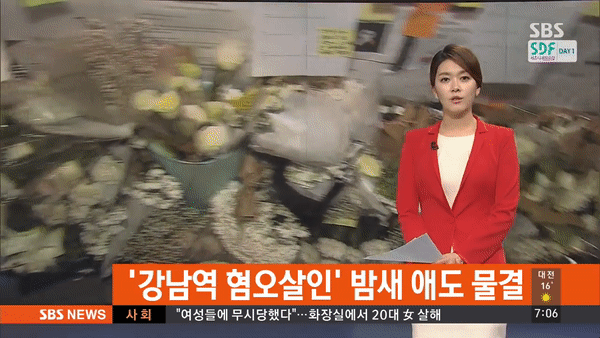 SBS
SDF DAY 1
'강남역 혐오살인' 밤새 애도 물결
대전
16°
SBS NEWS 사 회 "여성들에 무시당했다"…화장실에서 20대 女 살해 7:06